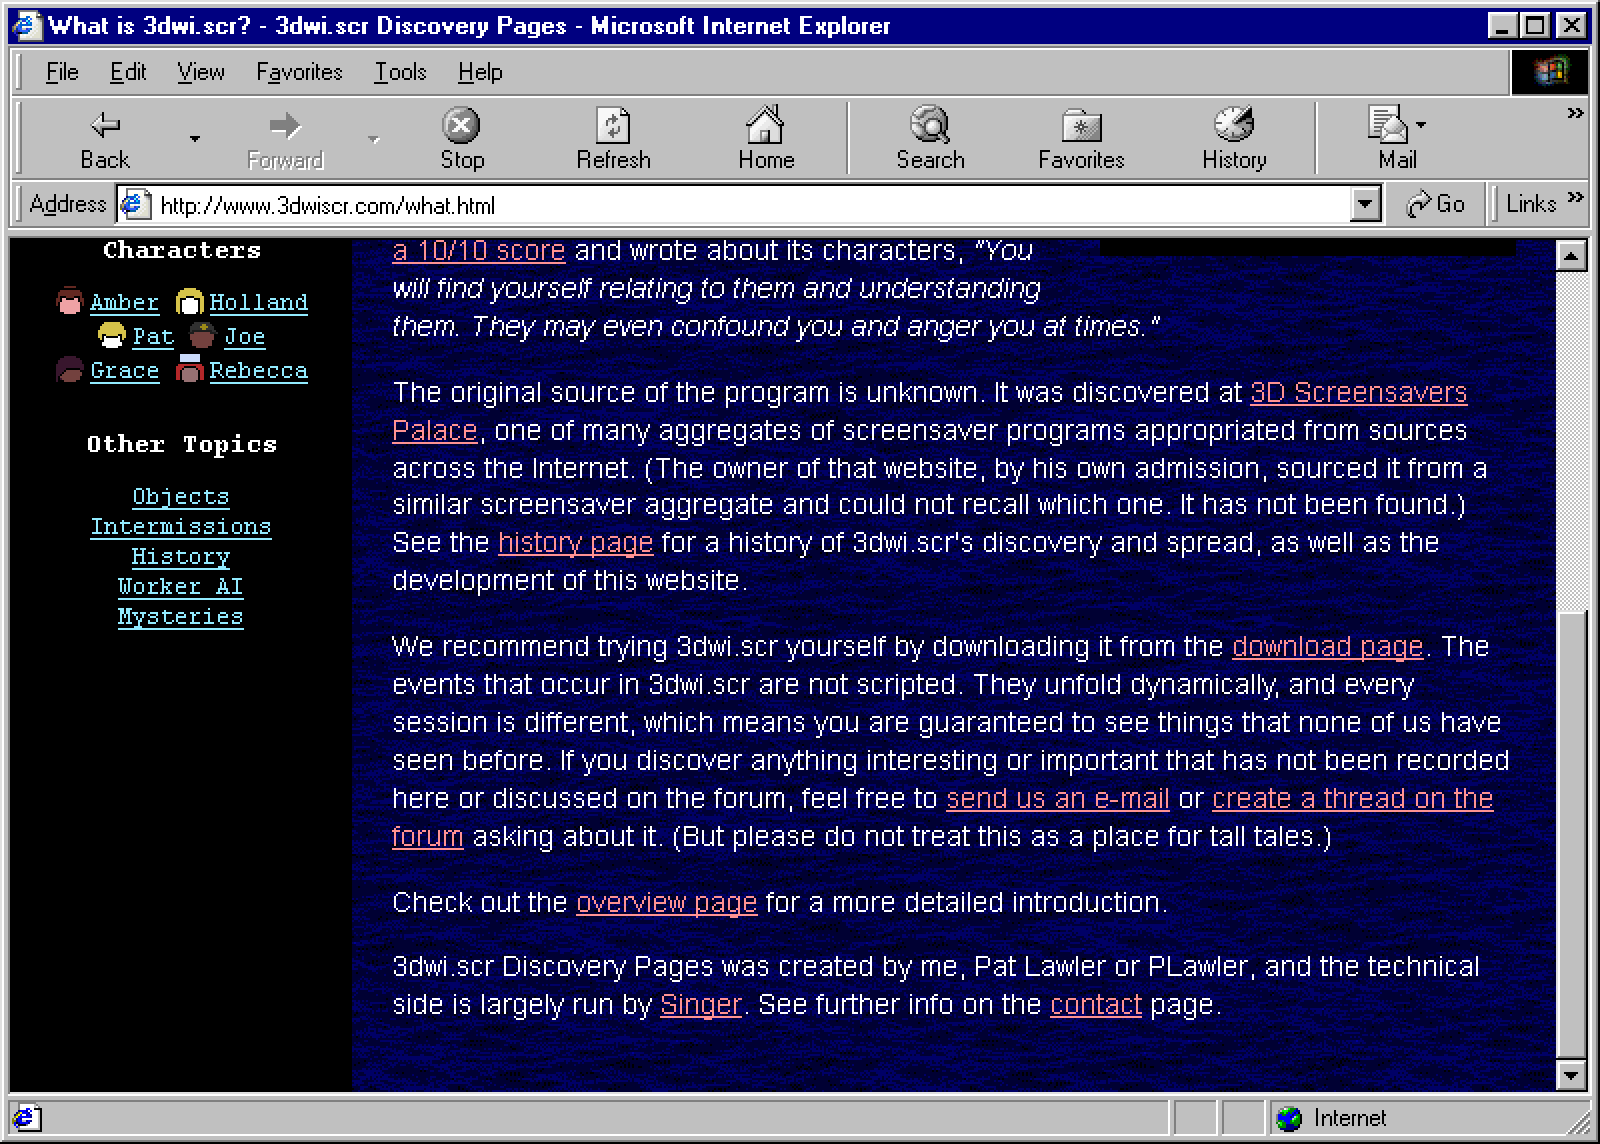 What is 3dwi.scr? - 3dwi.scr Discovery Pages - Microsoft Internet Explorer
File Edit View Favorites Tools Help
Back Forward Stop Refresh Home Search Favorites History Mail »
Address http://www.3dwiscr.com/what.html Go Links »
Characters
Amber Holland
Pat Joe
Grace Rebecca
Other Topics
Objects
Intermissions
History
Worker AI
Mysteries
a 10/10 score and wrote about its characters, "You
will find yourself relating to them and understanding
them. They may even confound you and anger you at times."
The original source of the program is unknown. It was discovered at 3D Screensavers
Palace, one of many aggregates of screensaver programs appropriated from sources
across the Internet. (The owner of that website, by his own admission, sourced it from a
similar screensaver aggregate and could not recall which one. It has not been found.)
See the history page for a history of 3dwi.scr's discovery and spread, as well as the
development of this website.
We recommend trying 3dwi.scr yourself by downloading it from the download page. The
events that occur in 3dwi.scr are not scripted. They unfold dynamically, and every
session is different, which means you are guaranteed to see things that none of us have
seen before. If you discover anything interesting or important that has not been recorded
here or discussed on the forum, feel free to send us an e-mail or create a thread on the
forum asking about it. (But please do not treat this as a place for tall tales.)
Check out the overview page for a more detailed introduction.
3dwi.scr Discovery Pages was created by me, Pat Lawler or PLawler, and the technical
side is largely run by Singer. See further info on the contact page.
Internet